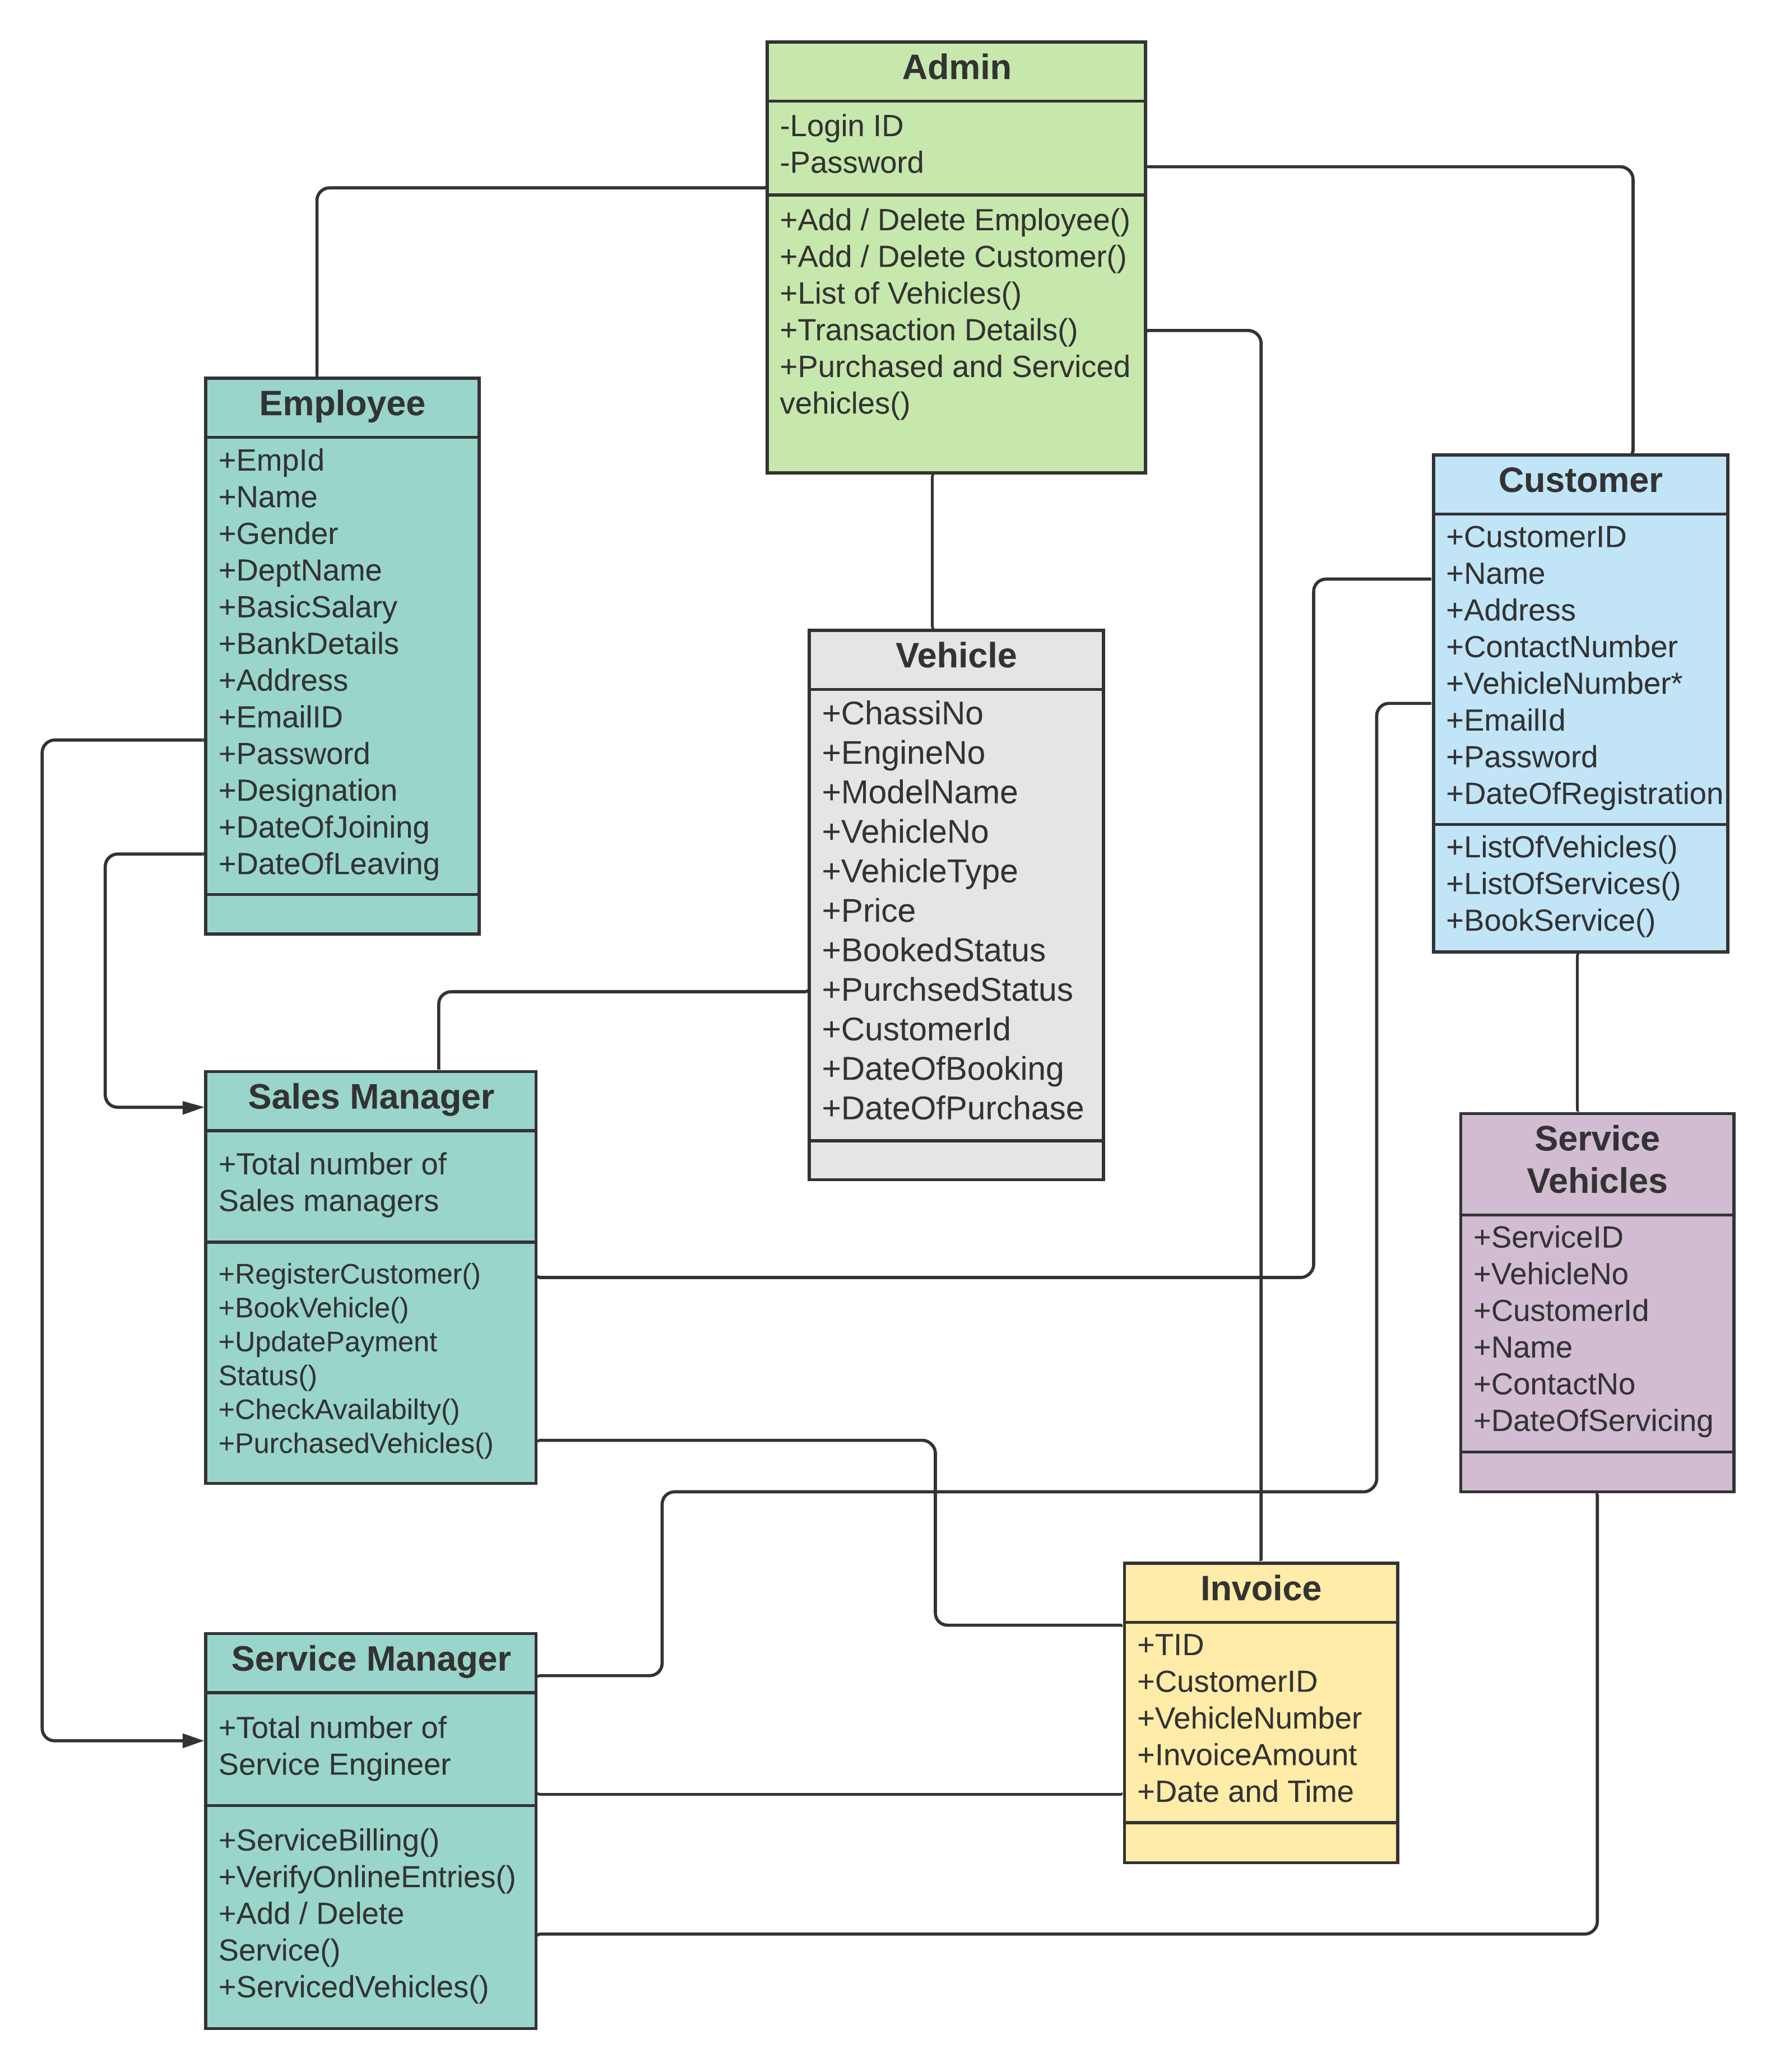 Admin
-Login ID
-Password
+Add / Delete Employee()
+Add / Delete Customer()
+List of Vehicles()
+Transaction Details()
+Purchased and Serviced
vehicles()
Employee
+EmpId
+Name
+Gender
+DeptName
+BasicSalary
+BankDetails
+Address
+EmailID
+Password
+Designation
+DateOfJoining
+DateOfLeaving
Customer
+CustomerID
+Name
+Address
+ContactNumber
+VehicleNumber*
+EmailId
+Password
+DateOfRegistration
+ListOfVehicles()
+ListOfServices()
+BookService()
Vehicle
+ChassiNo
+EngineNo
+ModelName
+VehicleNo
+VehicleType
+Price
+BookedStatus
+PurchsedStatus
+CustomerId
+DateOfBooking
+DateOfPurchase
Sales Manager
+Total number of
Sales managers
+RegisterCustomer()
+BookVehicle()
+UpdatePayment
Status()
+CheckAvailabilty()
+PurchasedVehicles()
Service
Vehicles
+ServiceID
+VehicleNo
+CustomerId
+Name
+ContactNo
+DateOfServicing
Invoice
+TID
+CustomerID
+VehicleNumber
+InvoiceAmount
+Date and Time
Service Manager
+Total number of
Service Engineer
+ServiceBilling()
+VerifyOnlineEntries()
+Add / Delete
Service()
+ServicedVehicles()